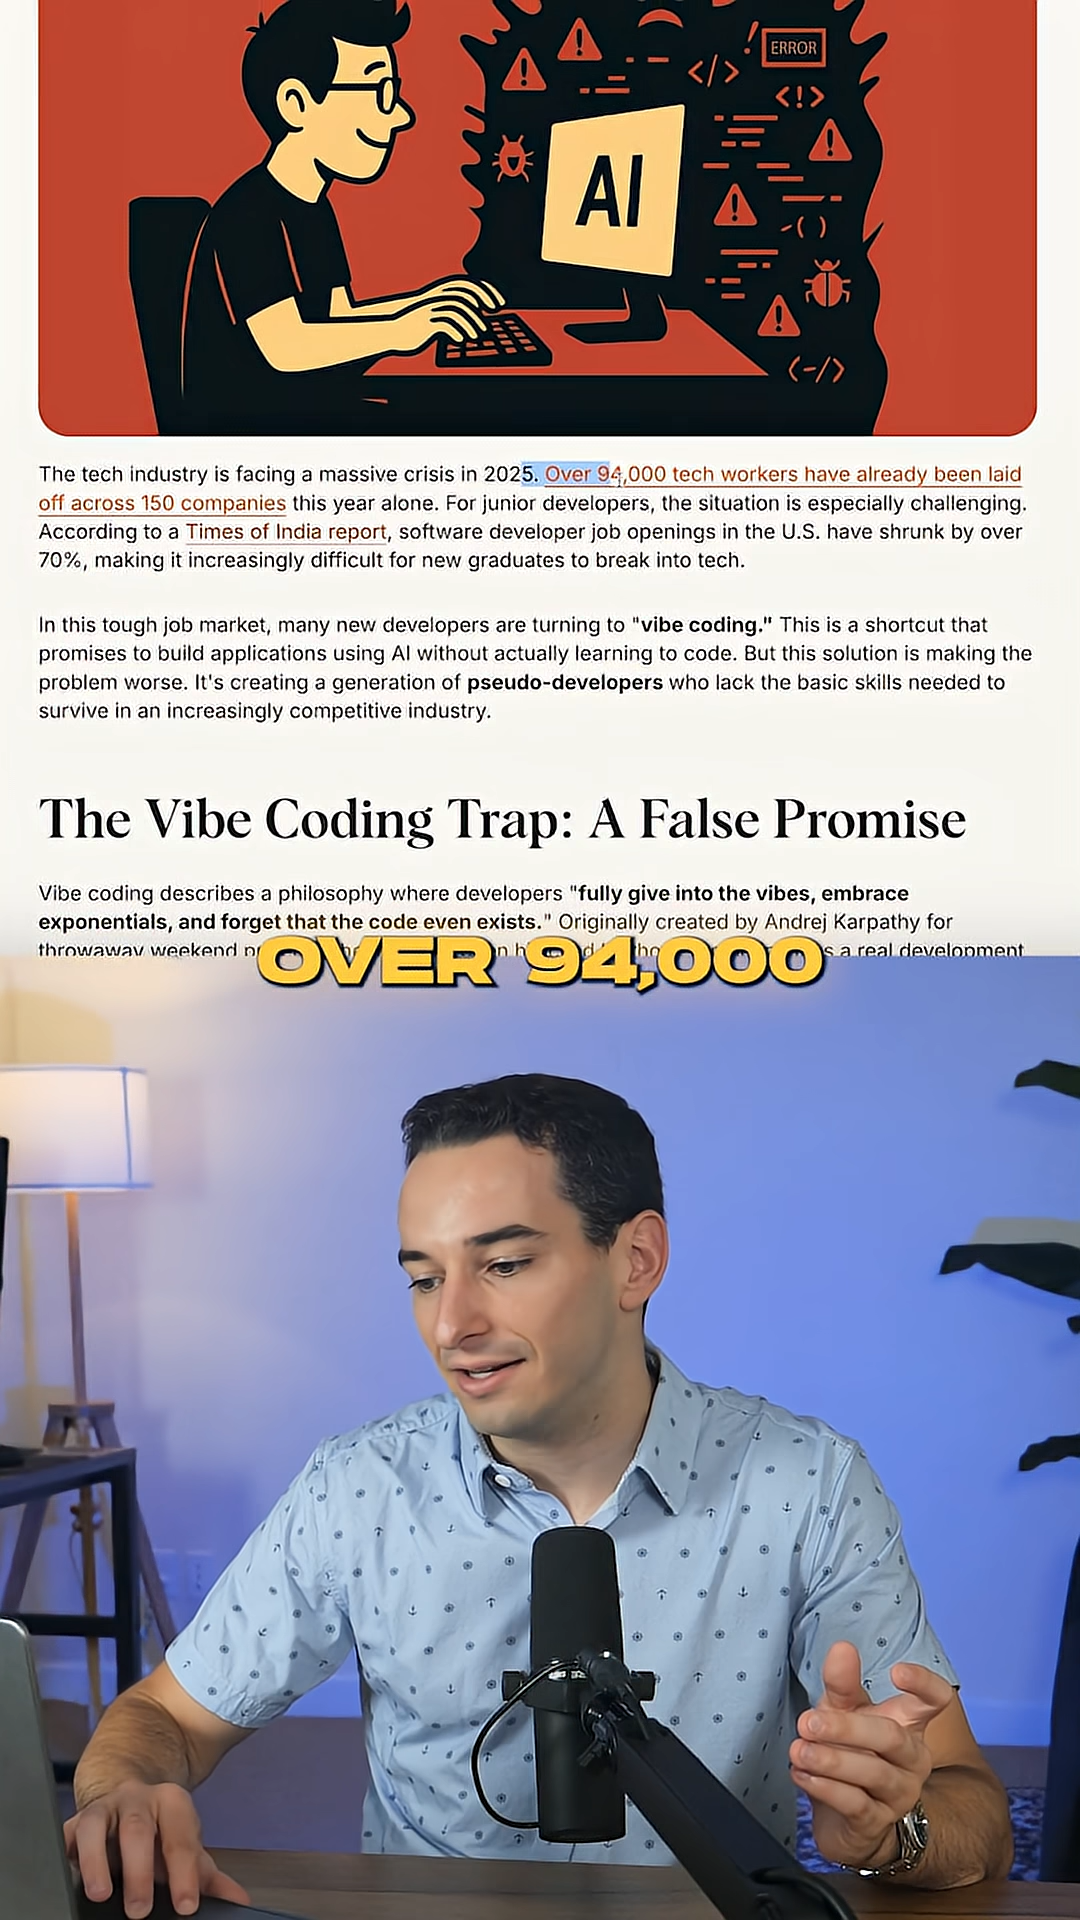 ERROR
</>
<!>
AI
-()
(-/>
The tech industry is facing a massive crisis in 2025. Over 94,000 tech workers have already been laid
off across 150 companies this year alone. For junior developers, the situation is especially challenging.
According to a Times of India report, software developer job openings in the U.S. have shrunk by over
70%, making it increasingly difficult for new graduates to break into tech.
In this tough job market, many new developers are turning to "vibe coding." This is a shortcut that
promises to build applications using AI without actually learning to code. But this solution is making the
problem worse. It's creating a generation of pseudo-developers who lack the basic skills needed to
survive in an increasingly competitive industry.
The Vibe Coding Trap: A False Promise
Vibe coding describes a philosophy where developers "fully give into the vibes, embrace
exponentials, and forget that the code even exists." Originally created by Andrej Karpathy for
throwaway weekend a real development
OVER 94,000